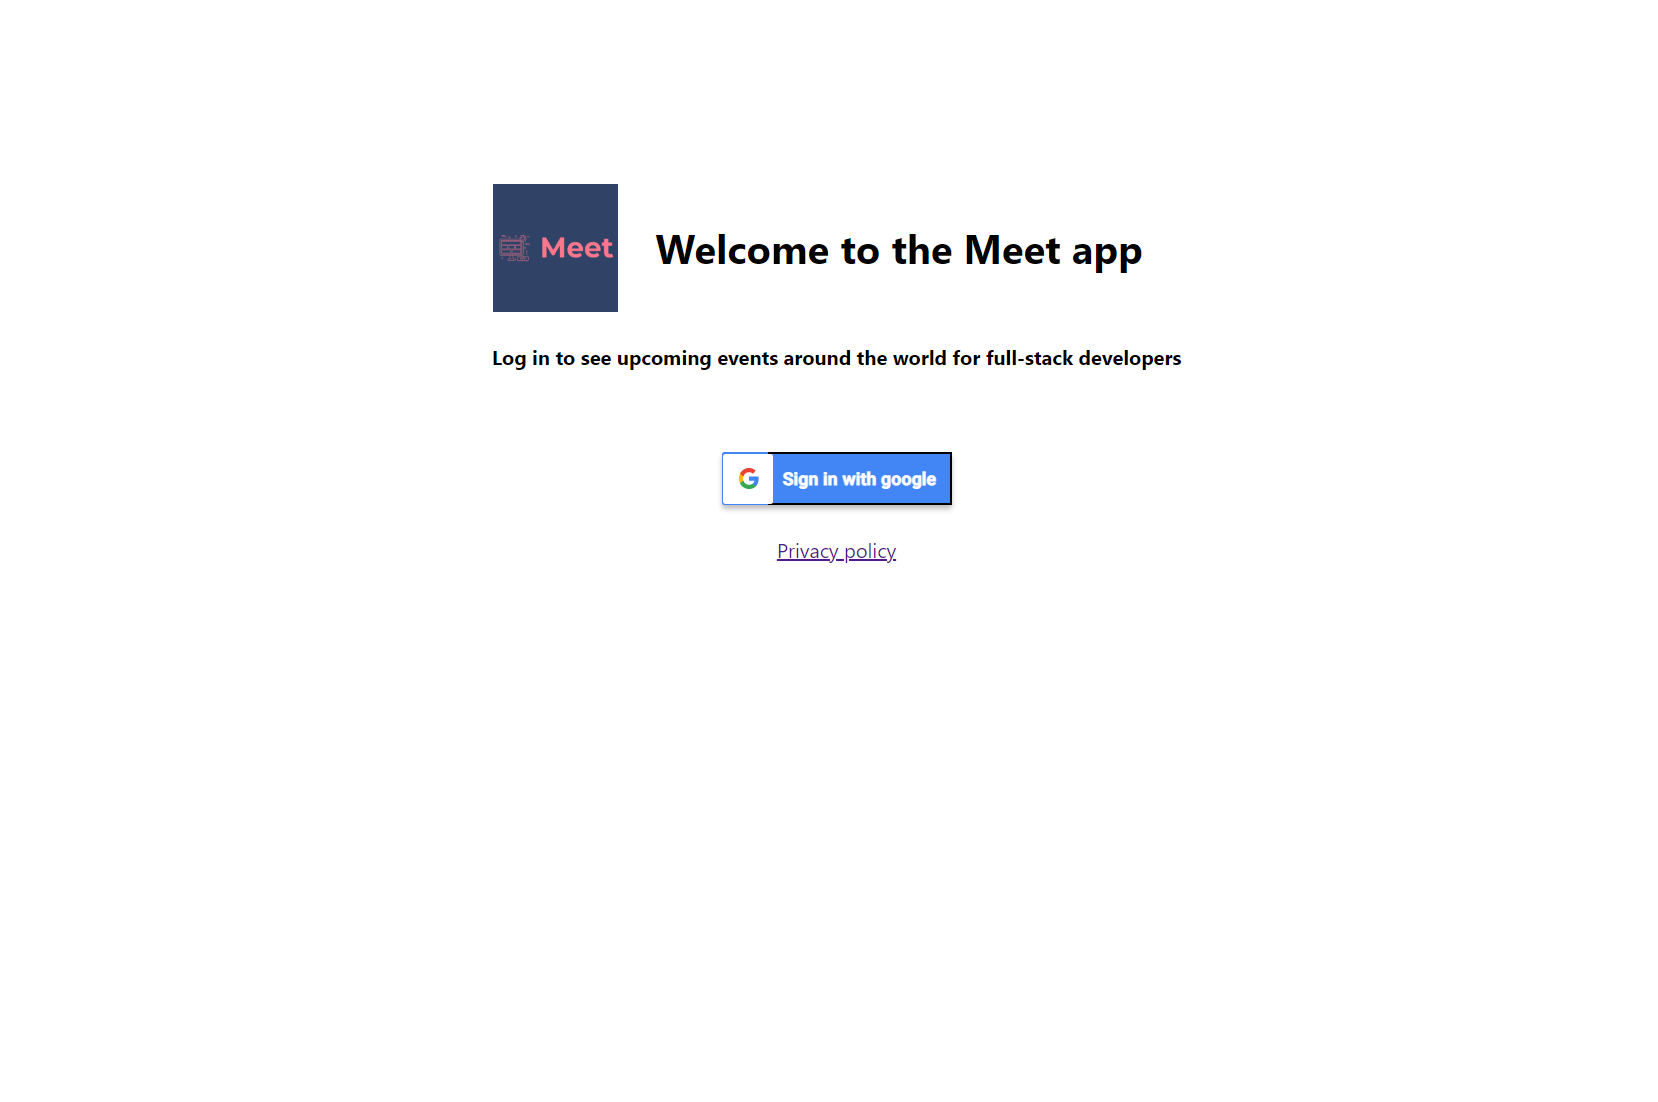 Meet
Welcome to the Meet app
Log in to see upcoming events around the world for full-stack developers
Sign in with google
Privacy policy